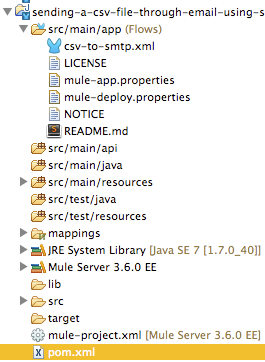 sending-a-csv-file-through-email-using-s
src/main/app (Flows)
csv-to-smtp.xml
LICENSE
mule-app.properties
mule-deploy.properties
NOTICE
README.md
src/main/api
src/main/java
src/main/resources
src/test/java
src/test/resources
mappings
JRE System Library [Java SE 7 [1.7.0_40]]
Mule Server 3.6.0 EE
lib
src
target
mule-project.xml [Mule Server 3.6.0 EE]
pom.xml